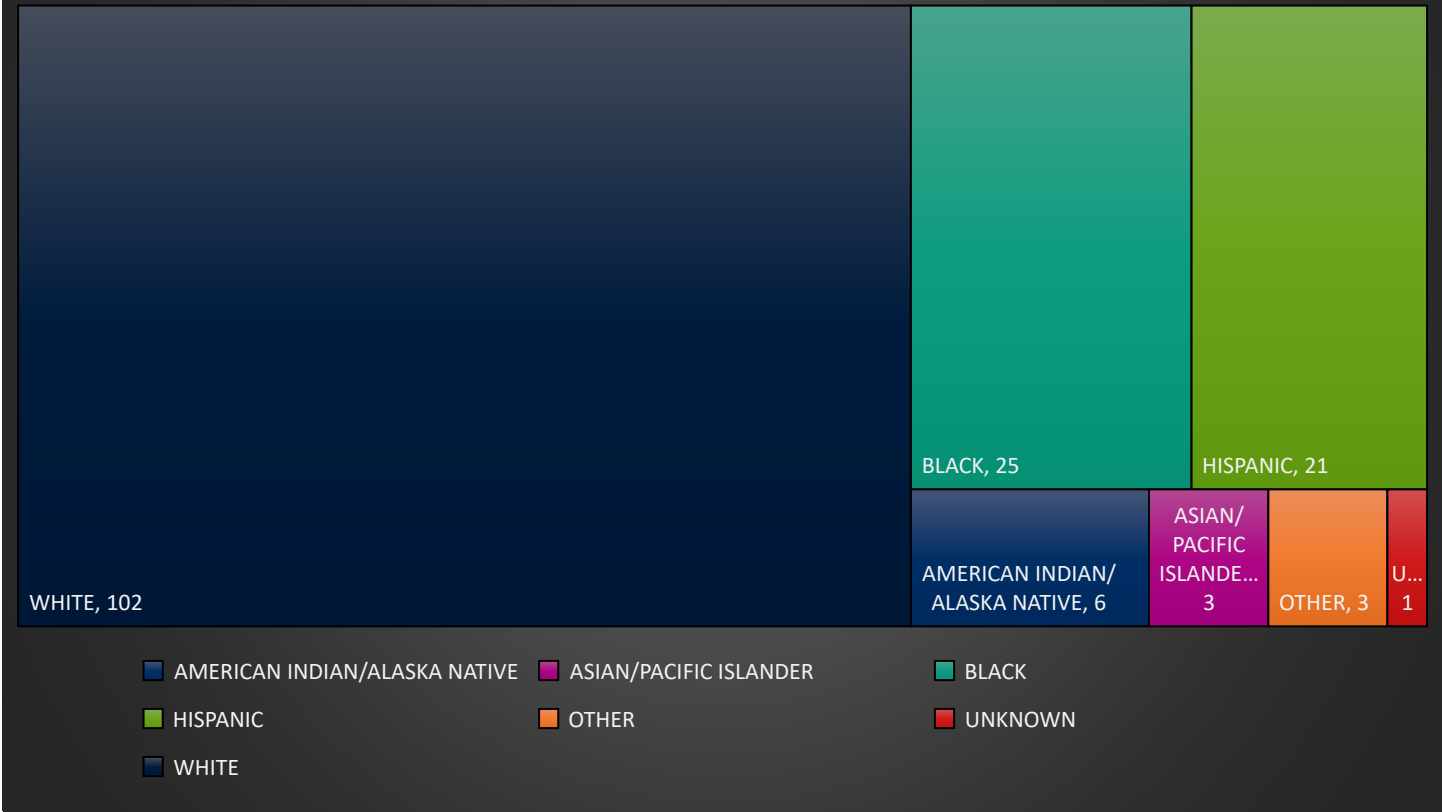 WHITE, 102
BLACK, 25
HISPANIC, 21
AMERICAN INDIAN/
ALASKA NATIVE, 6
ASIAN/
PACIFIC
ISLANDE...
3
OTHER, 3
U...
1
AMERICAN INDIAN/ALASKA NATIVE
ASIAN/PACIFIC ISLANDER
BLACK
HISPANIC
OTHER
UNKNOWN
WHITE